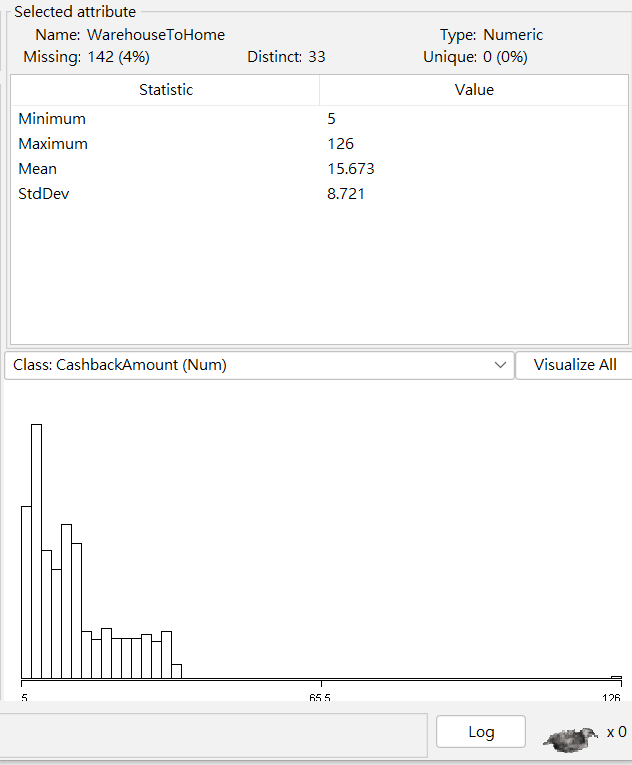 Selected attribute
Name: WarehouseToHome Type: Numeric
Missing: 142 (4%) Distinct: 33 Unique: 0 (0%)
Statistic Value
Minimum 5
Maximum 126
Mean 15.673
StdDev 8.721
Class: CashbackAmount (Num) Visualize All
5 65.5 126
Log x 0